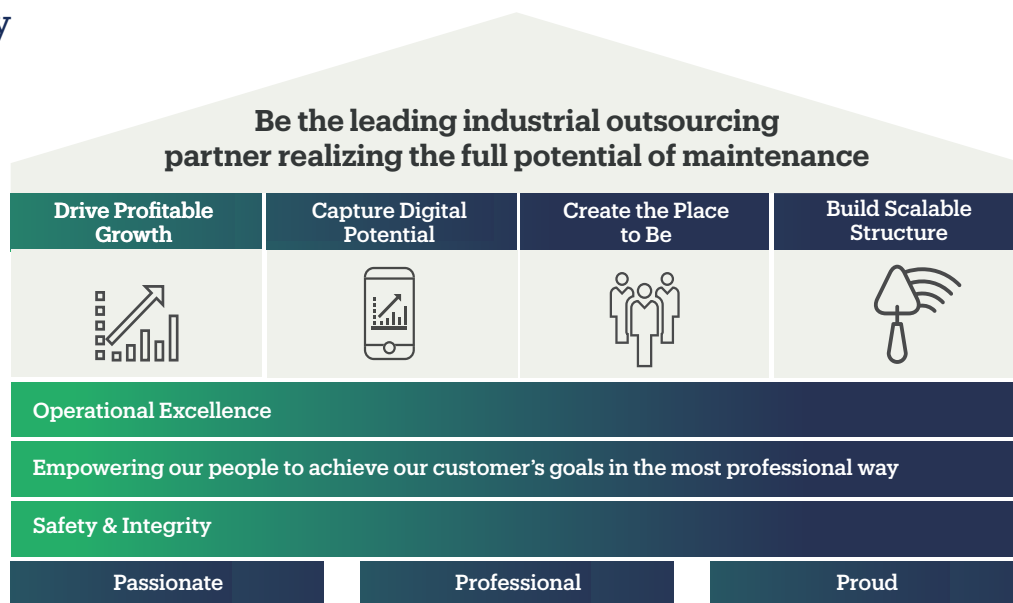 y
Be the leading industrial outsourcing
partner realizing the full potential of maintenance
Drive Profitable
Growth
Capture Digital
Potential
Create the Place
to Be
Build Scalable
Structure
Operational Excellence
Empowering our people to achieve our customer’s goals in the most professional way
Safety & Integrity
Passionate
Professional
Proud